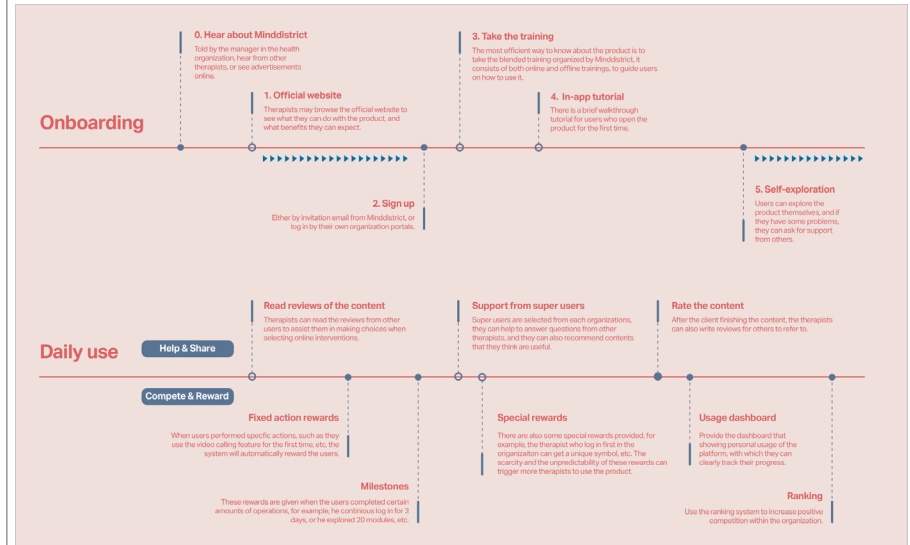 0. Hear about Minddistrict
Told by the manager in the health
organization, hear from other
therapists, or see advertisements
online.
1. Official website
Therapists may browse the official website to
see what they can do with the product, and
what benefits they can expect.
3. Take the training
The most efficient way to know about the product is to
take the blended training organized by Minddistrict, it
consists of both online and offline trainings, to guide users
on how to use it.
4. In-app tutorial
There is a brief walkthrough
tutorial for users who open the
product for the first time.
Onboarding
2. Sign up
Either by invitation email from Minddistrict, or
log in by their own organization portals.
5. Self-exploration
Users can explore the
product themselves, and if
they have some problems,
they can ask for support
from others.
Read reviews of the content
Therapists can read the reviews from other
users to assist them in making choices when
selecting online interventions.
Support from super users
Super users are selected from each organizations,
they can help to answer questions from other
therapists, and they can also recommend contents
that they think are useful.
Rate the content
After the client finishing the content, the therapists
can also write reviews for others to refer to.
Daily use
Help & Share
Compete & Reward
Fixed action rewards
When users performed specfic actions, such as they
use the video calling feature for the first time, etc, the
system will automatically reward the users.
Milestones
These rewards are given when the users completed certain
amounts of operations, for example, he continious log in for 3
days, or he explored 20 modules, etc.
Special rewards
There are also some special rewards provided, for
example, the therapist who log in first in the
organizaiton can get a unique symbol, etc. The
scarcity and the unpredictability of these rewards can
trigger more therapists to use the product.
Usage dashboard
Provide the dashboard that
showing personal usage of the
platform, with which they can
clearly track their progress.
Ranking
Use the ranking system to increase positive
competition within the organization.